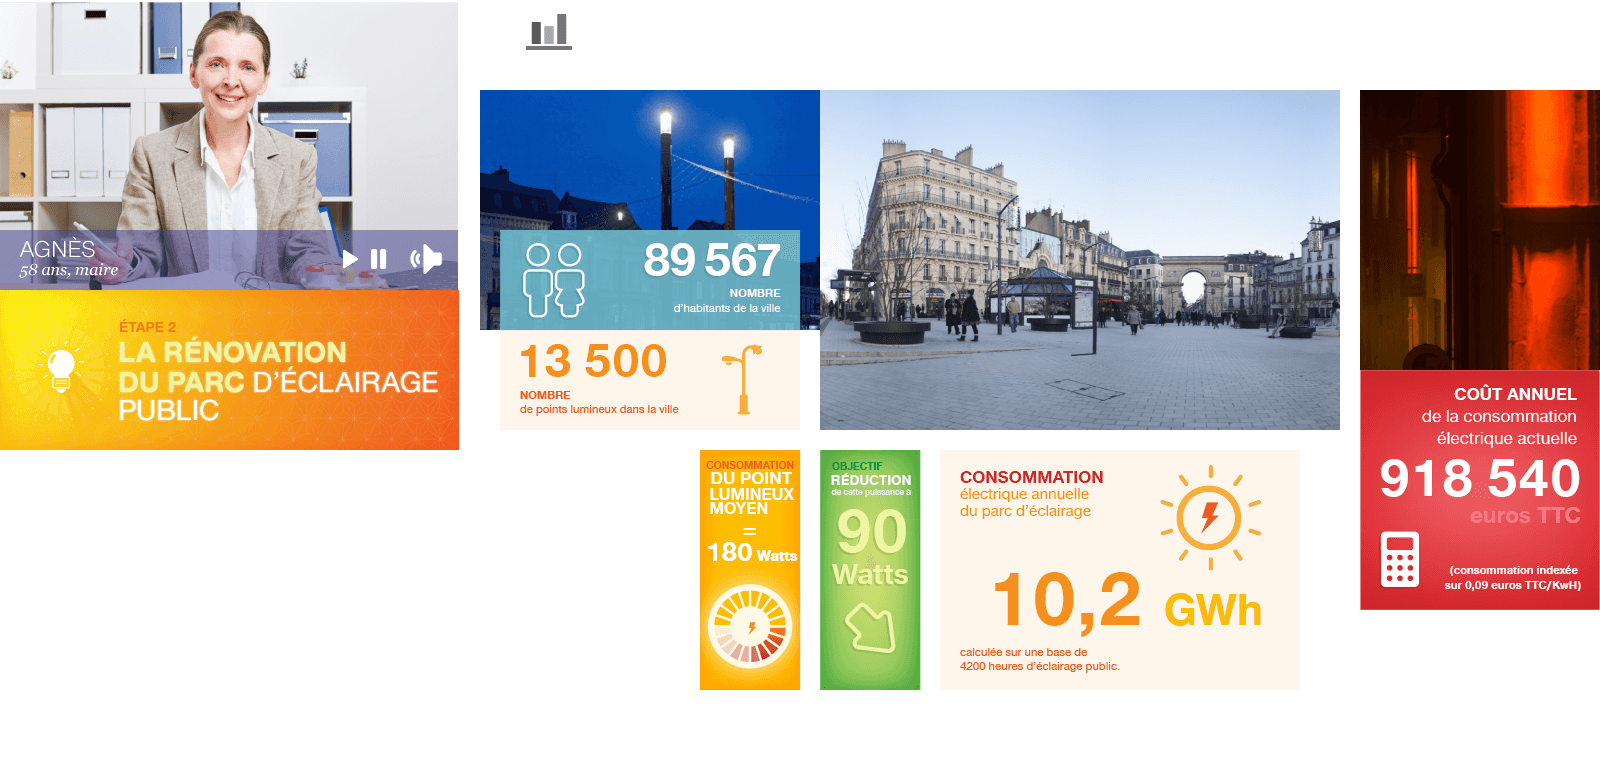 AGNÈS
58 ans, maire
ÉTAPE 2
LA RÉNOVATION
DU PARC D'ÉCLAIRAGE
PUBLIC
89 567
NOMBRE
d'habitants de la ville
13 500
NOMBRE
de points lumineux dans la ville
CONSOMMATION
DU POINT
LUMINEUX
MOYEN
=
180 Watts
OBJECTIF
RÉDUCTION
de cette puissance à
90
Watts
CONSOMMATION
électrique annuelle
du parc d'éclairage
10,2 GWh
calculée sur une base de
4200 heures d'éclairage public.
COÛT ANNUEL
de la consommation
électrique actuelle
918 540
euros TTC
(consommation indexée
sur 0,09 euros TTC/KwH)